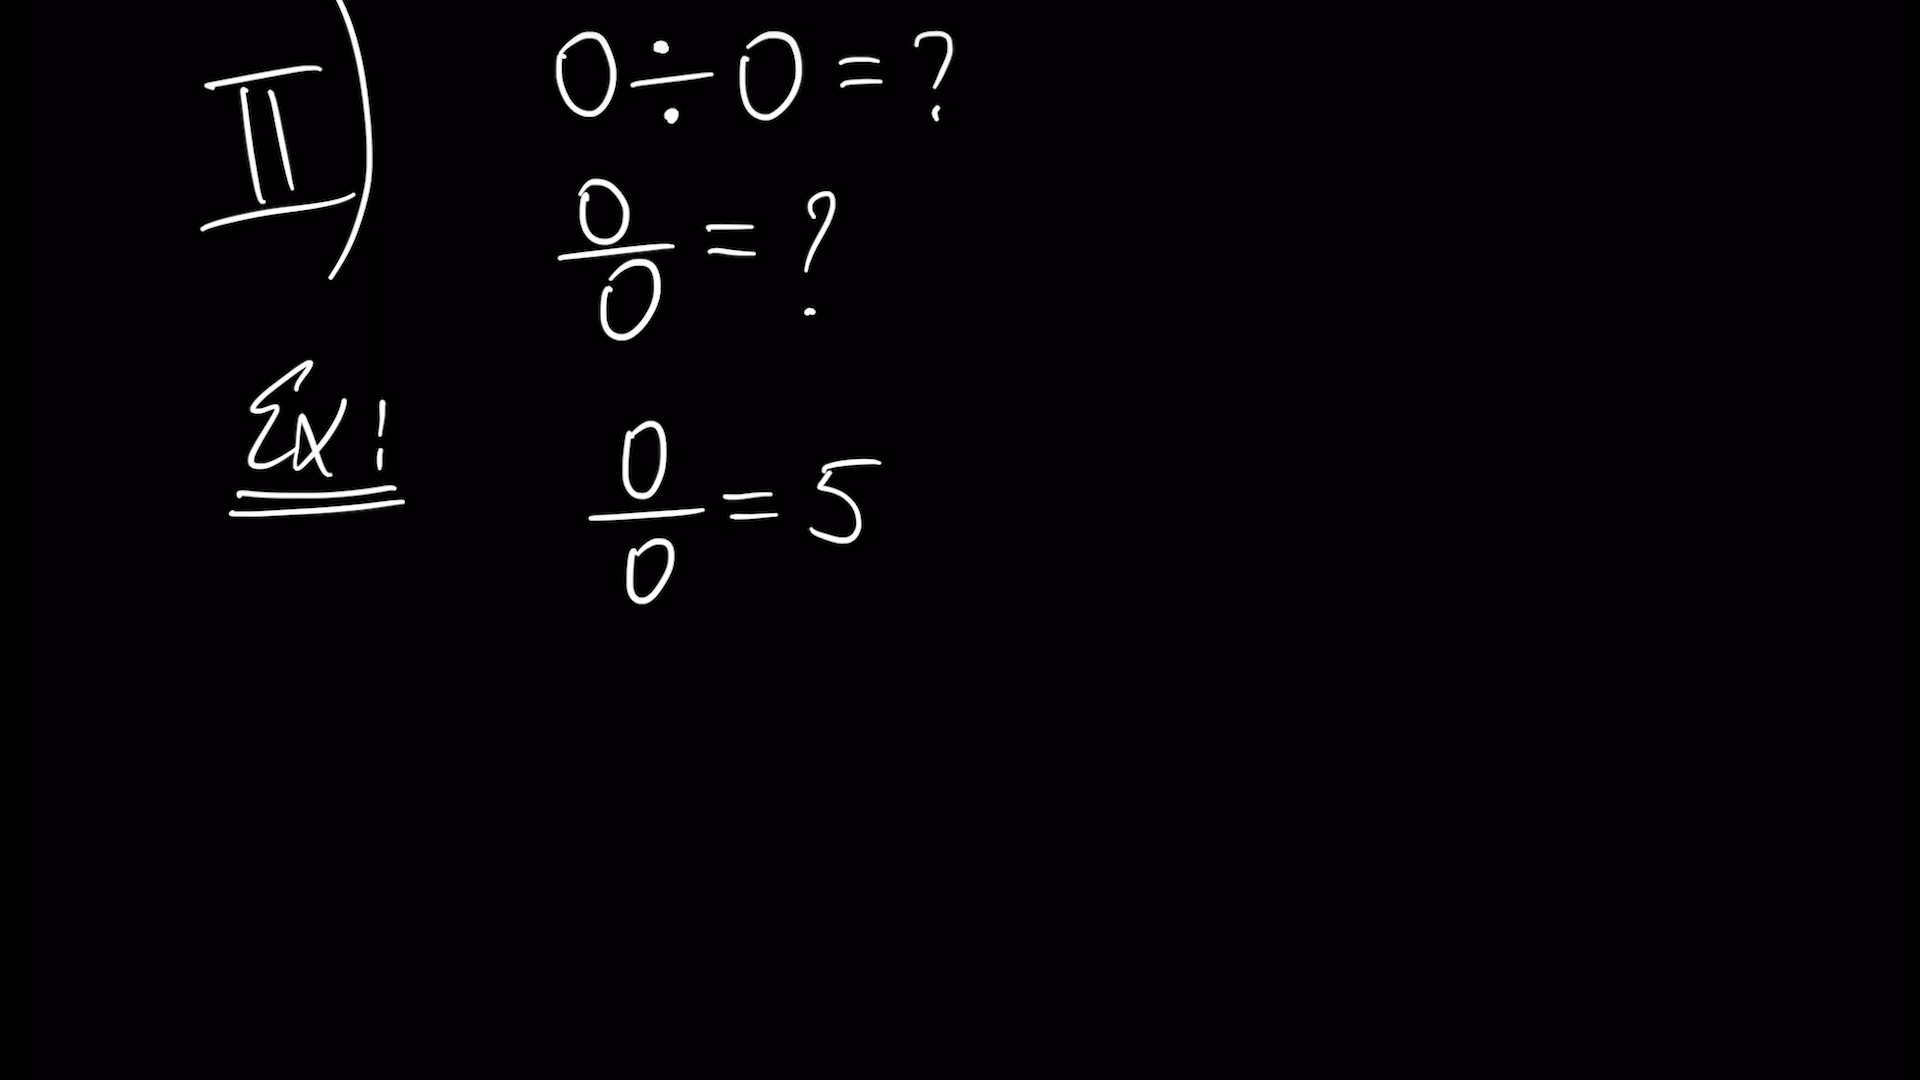 II) 0 ÷ 0 = ?
0/0 = ?
Ex: 0/0 = 5